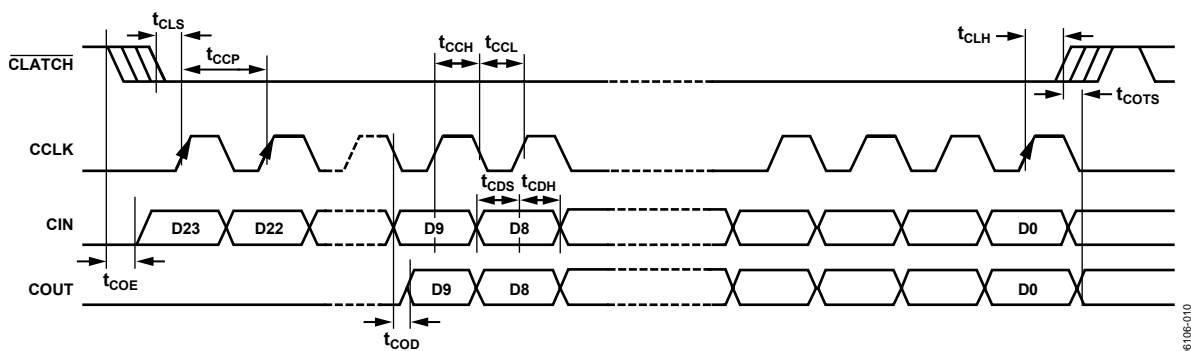 tCLS
tCCP
tCCH
tCCL
tCLH
CLATCH
tCOTS
CCLK
tCDS
tCDH
CIN
D23
D22
D9
D8
D0
tCOE
COUT
D9
D8
D0
tCOD
06106-010